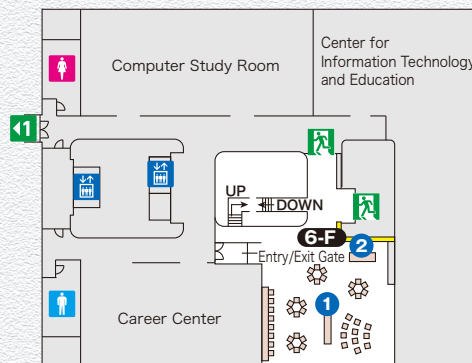 Computer Study Room
Center for
Information Technology
and Education
1
UP
DOWN
6-F
2
Entry/Exit Gate
1
Career Center